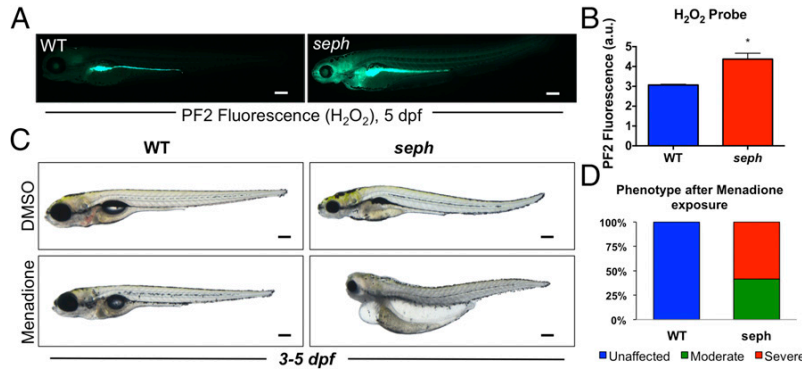 A
WT
seph
PF2 Fluorescence (H₂O₂), 5 dpf
B
H₂O₂ Probe
PF2 Fluorescence (a.u.)
5
4
3
2
1
0
*
WT
seph
C
WT
seph
DMSO
Menadione
3-5 dpf
D
Phenotype after Menadione
exposure
100%
75%
50%
25%
0%
WT
seph
Unaffected
Moderate
Severe